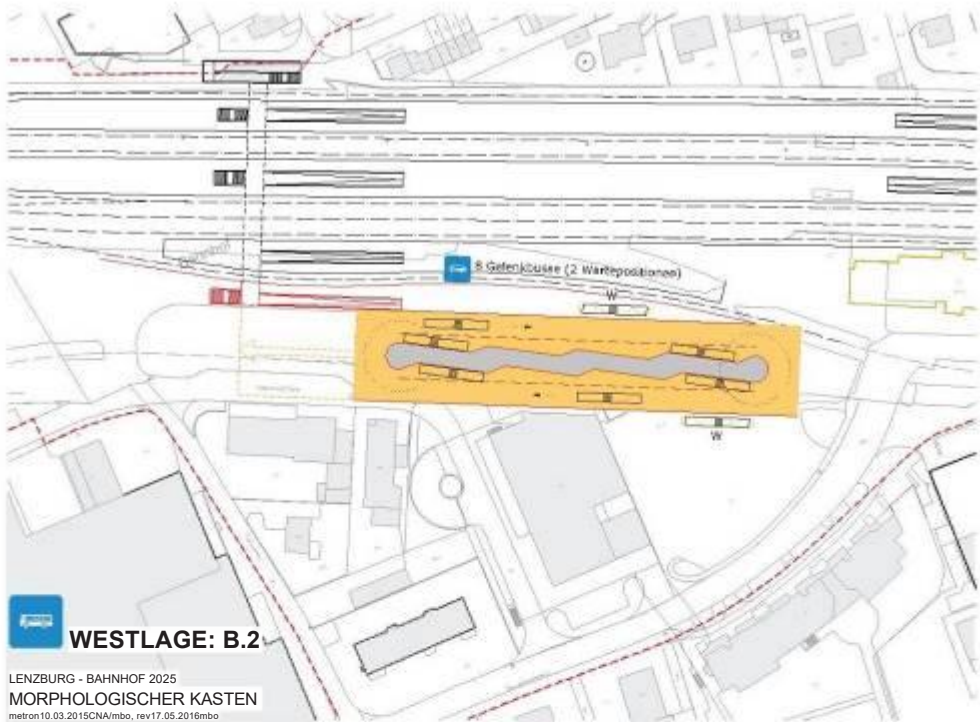 8 Gelenkbusse (2 Wartepositionen)
W
W
WESTLAGE: B.2
LENZBURG - BAHNHOF 2025
MORPHOLOGISCHER KASTEN
metron10.03.2015CNA/mbo, rev17.05.2016mbo